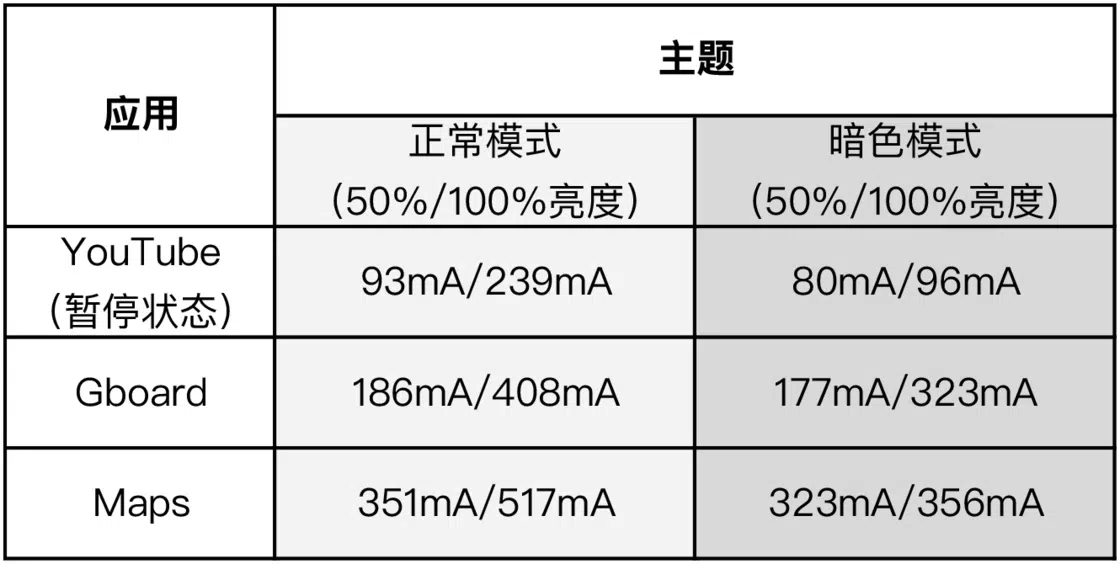 应用
主题
正常模式
(50%/100%亮度)
暗色模式
(50%/100%亮度)
YouTube
(暂停状态)
93mA/239mA
80mA/96mA
Gboard
186mA/408mA
177mA/323mA
Maps
351mA/517mA
323mA/356mA